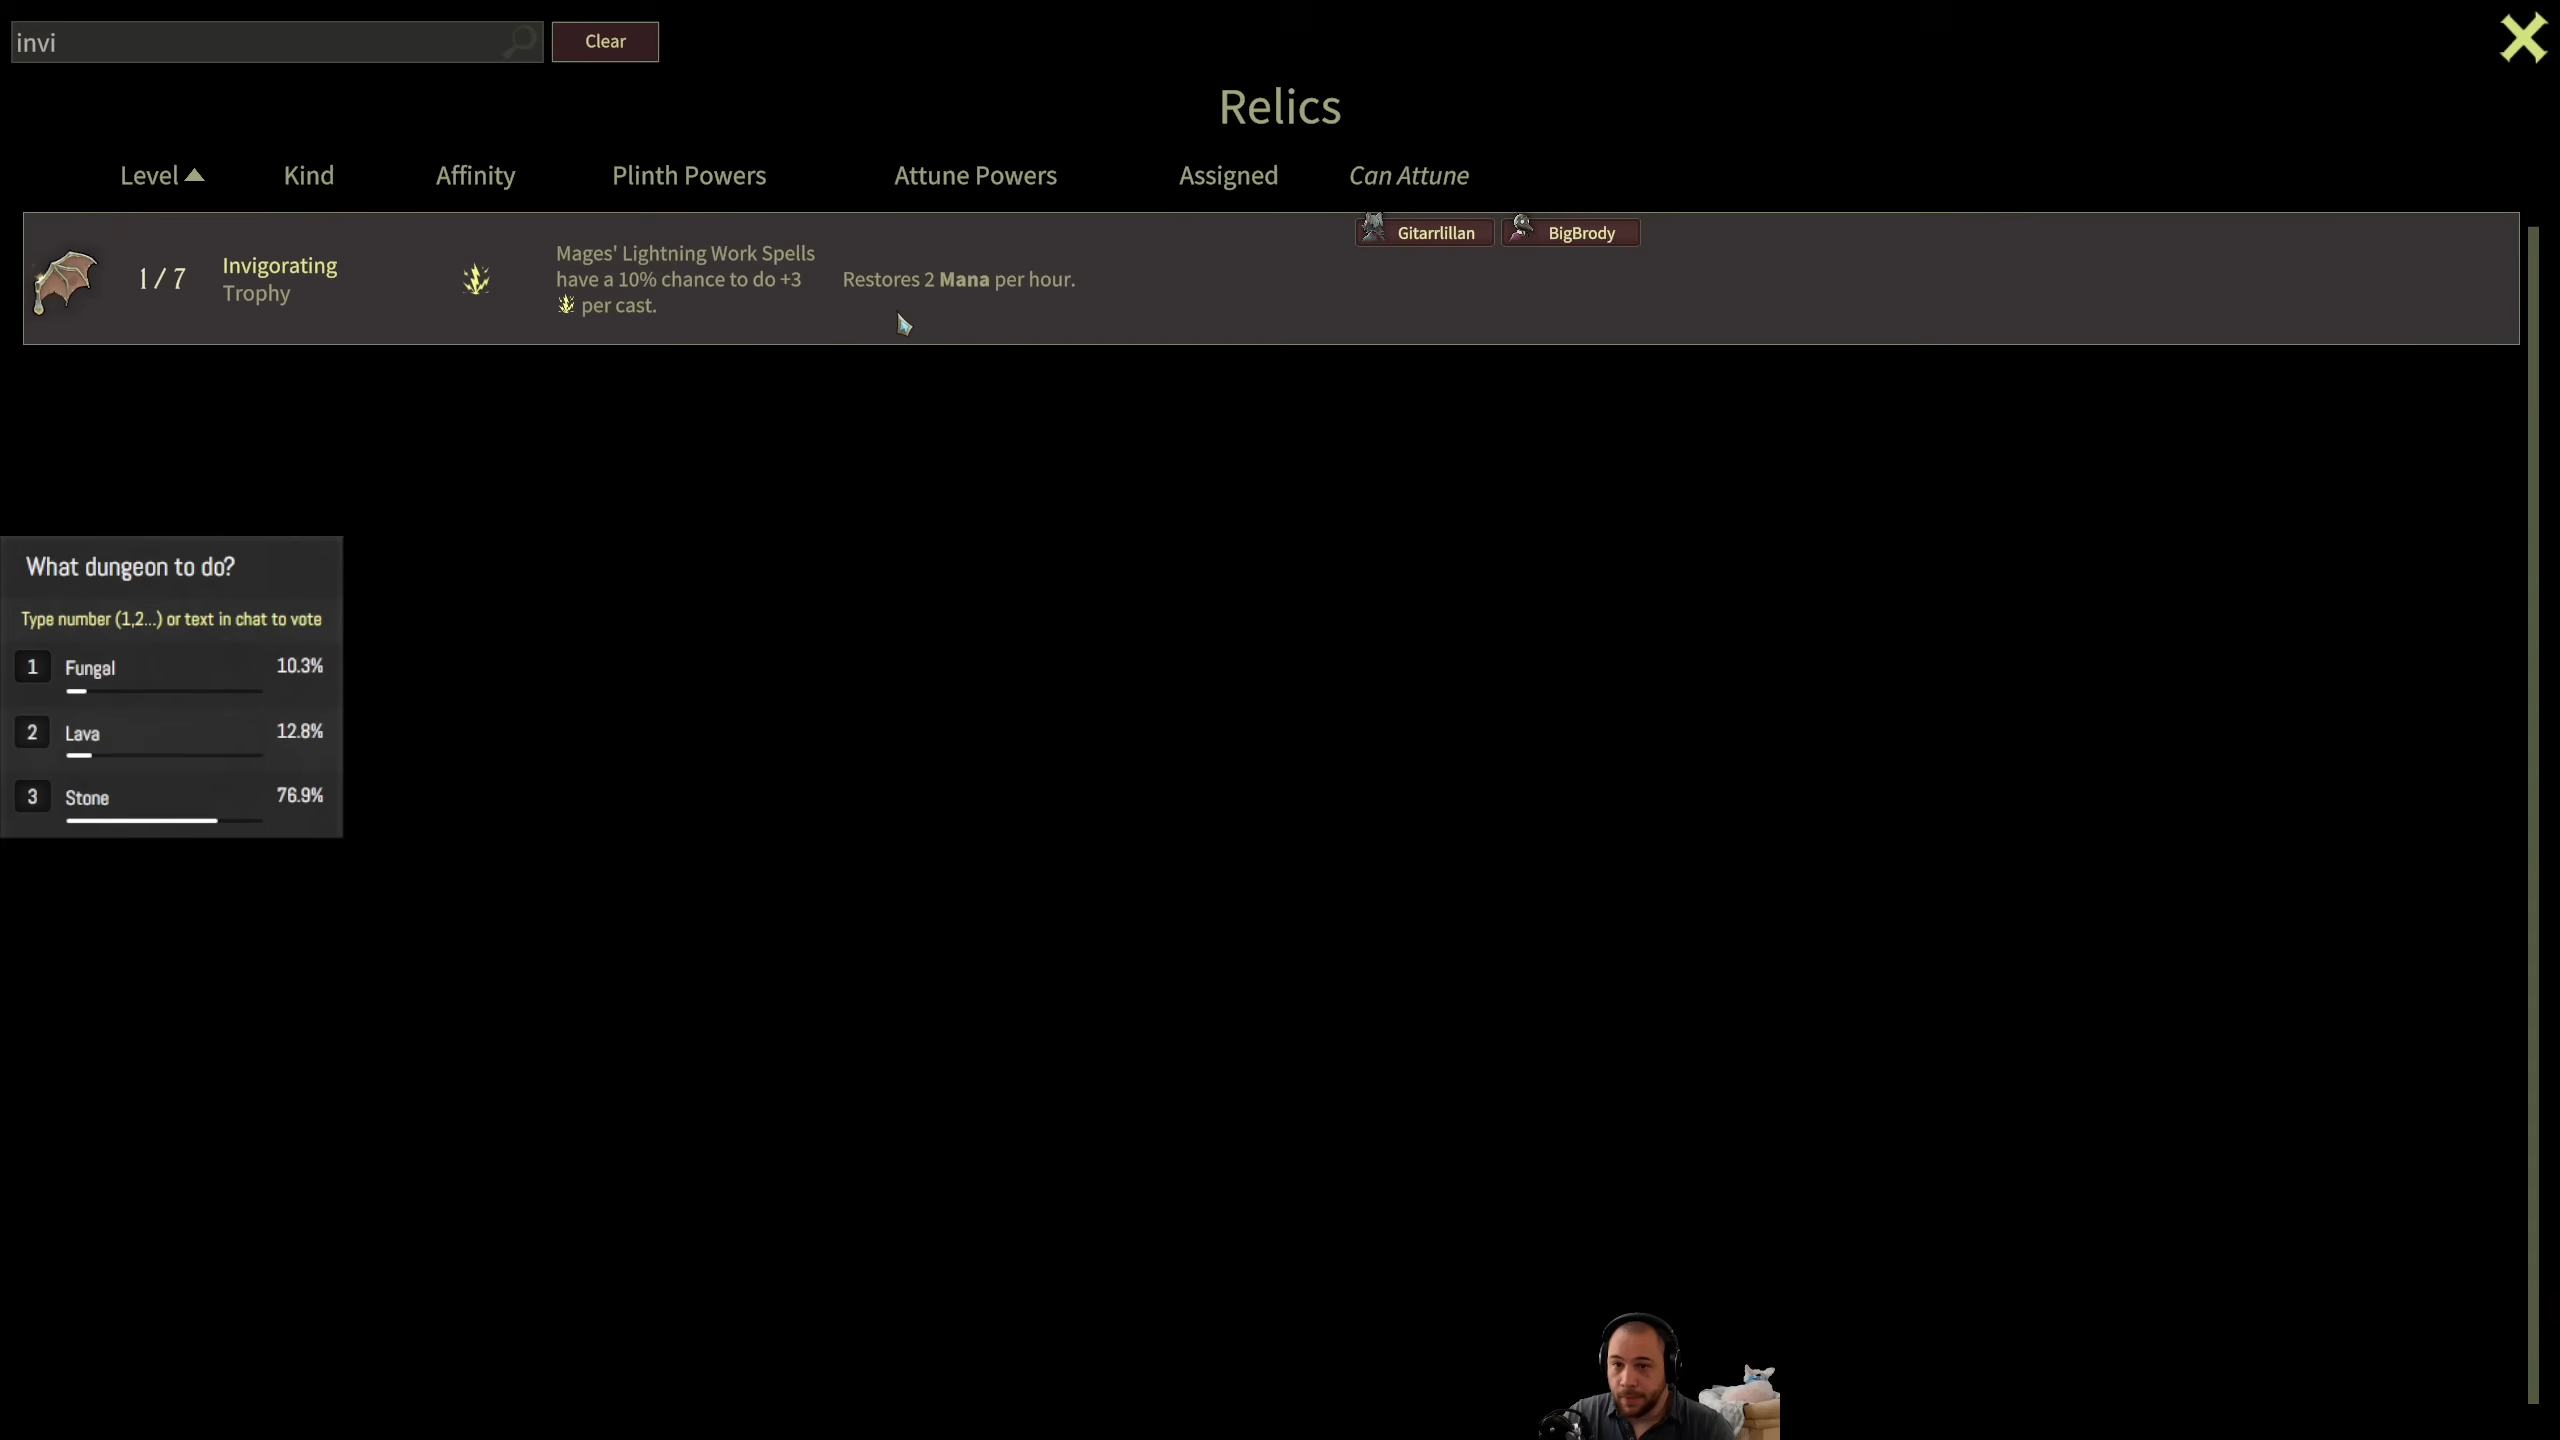 invi
Clear
Relics
Level Kind Affinity Plinth Powers Attune Powers Assigned Can Attune
1 / 7
Invigorating
Trophy
Mages' Lightning Work Spells
have a 10% chance to do +3
per cast.
Restores 2 Mana per hour.
Gitarrlillan BigBrody
What dungeon to do?
Type number (1,2...) or text in chat to vote
1 Fungal 10.3%
2 Lava 12.8%
3 Stone 76.9%